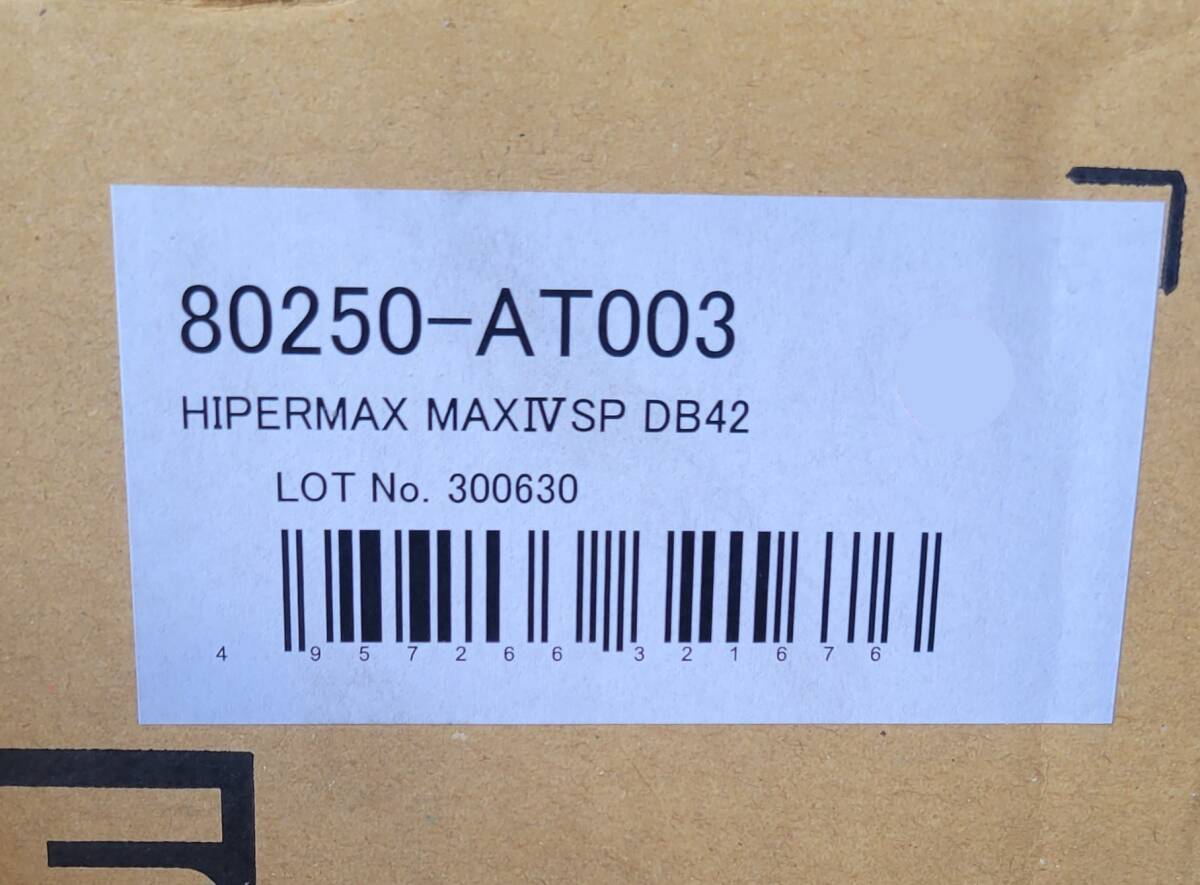 80250-AT003
HIPERMAX MAXⅣSP DB42
LOT No. 300630
4 957266 321676